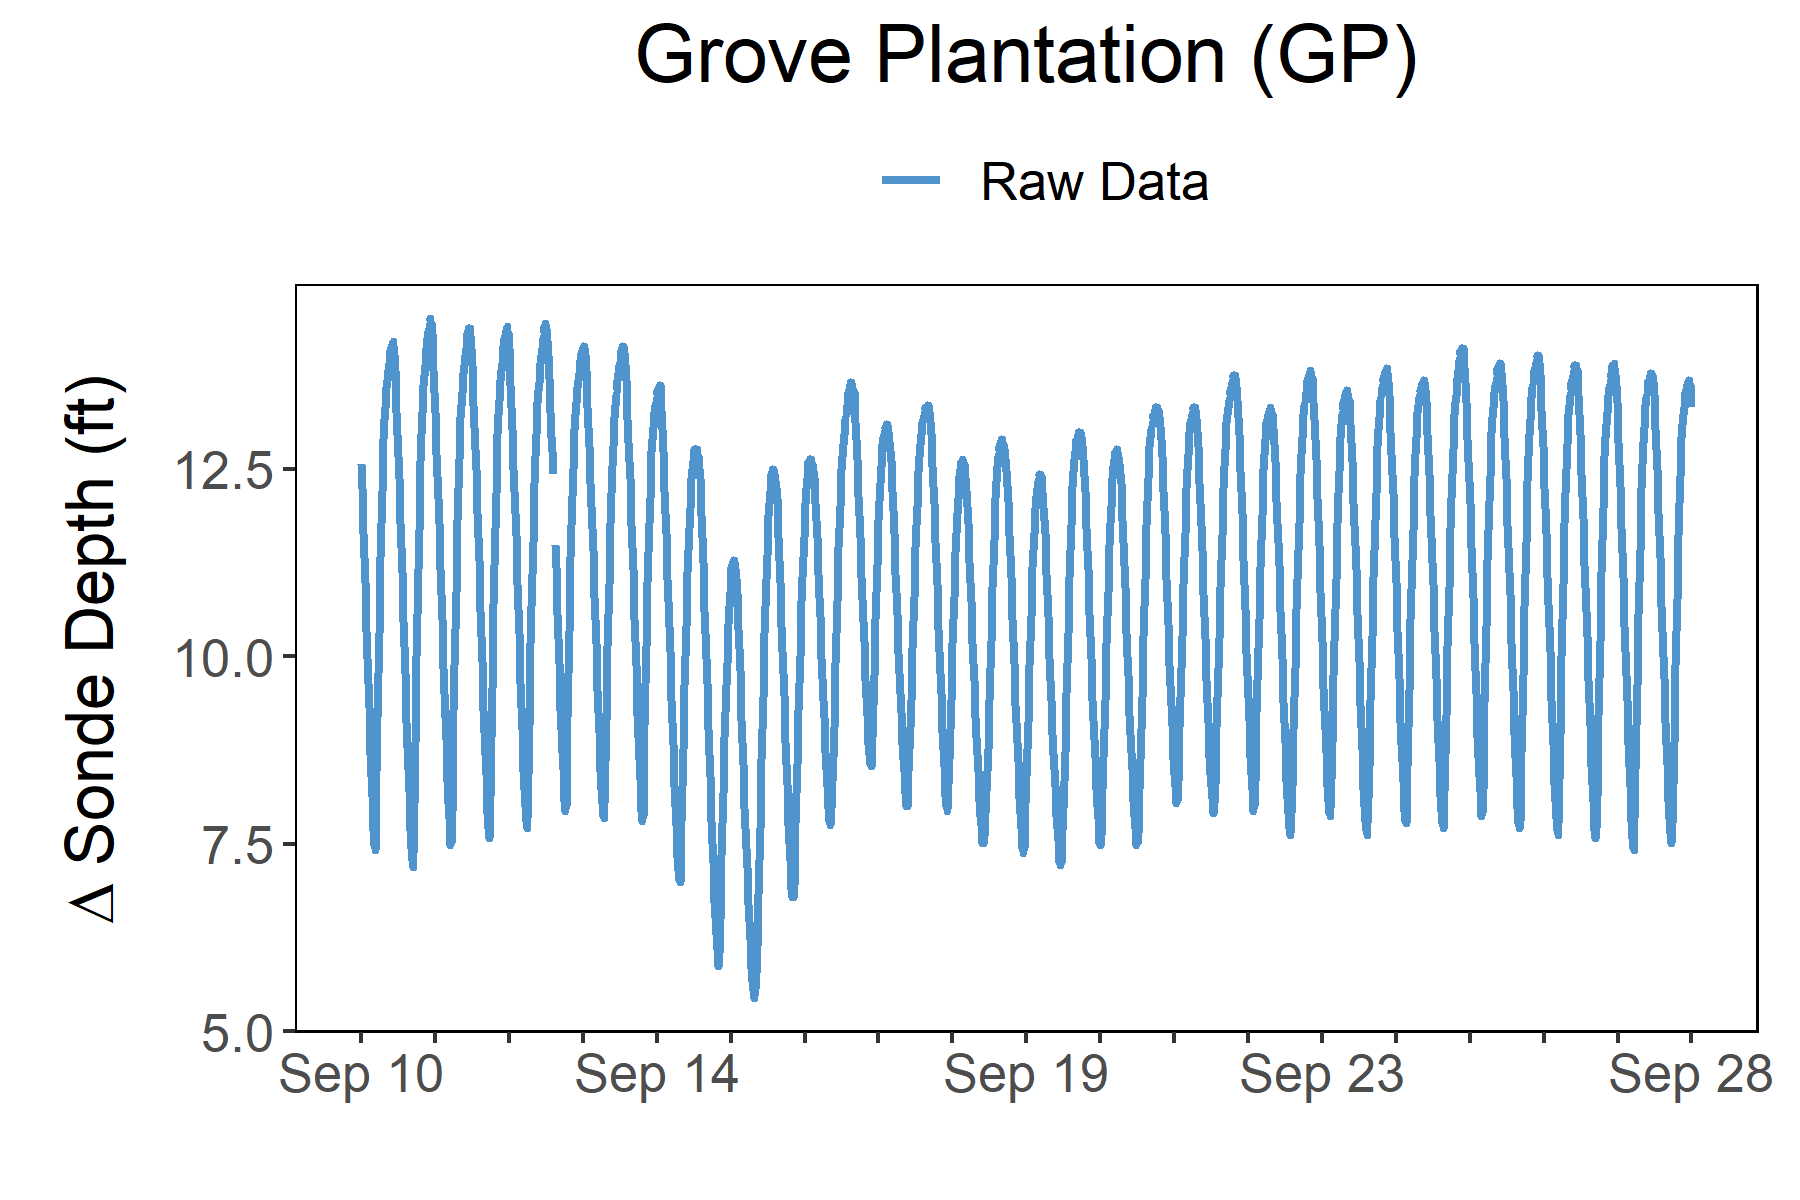 Grove Plantation (GP)
Raw Data
Δ Sonde Depth (ft)
12.5
10.0
7.5
5.0
Sep 10 Sep 14 Sep 19 Sep 23 Sep 28